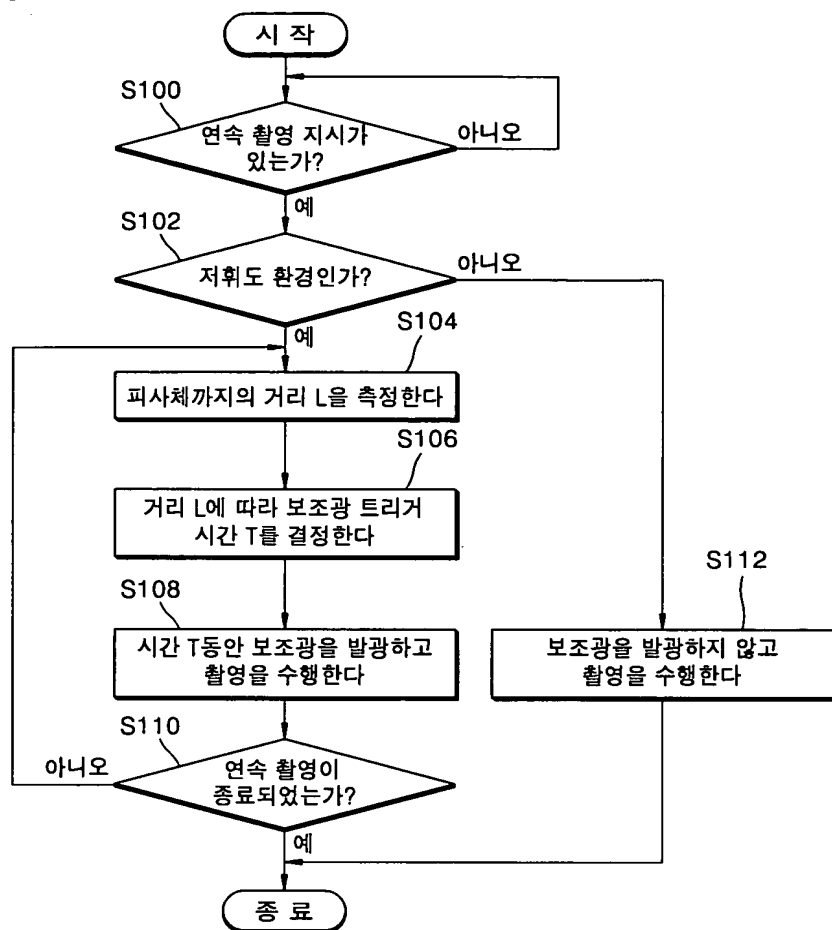 시 작
S100
연속 촬영 지시가
있는가?
아니오
예
S102
저휘도 환경인가?
아니오
예
S104
피사체까지의 거리 L을 측정한다
S106
거리 L에 따라 보조광 트리거
시간 T를 결정한다
S108
시간 T동안 보조광을 발광하고
촬영을 수행한다
S112
보조광을 발광하지 않고
촬영을 수행한다
S110
연속 촬영이
종료되었는가?
아니오
예
종 료